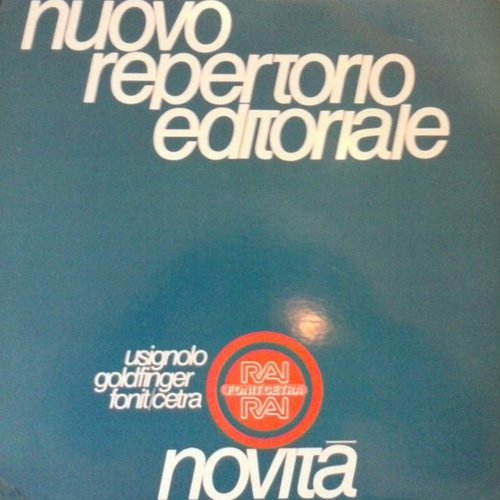 nuovo
repertorio
editoriale
usignolo
goldfinger
fonit/cetra
RAI
FONIT CETRA
RAI
novità